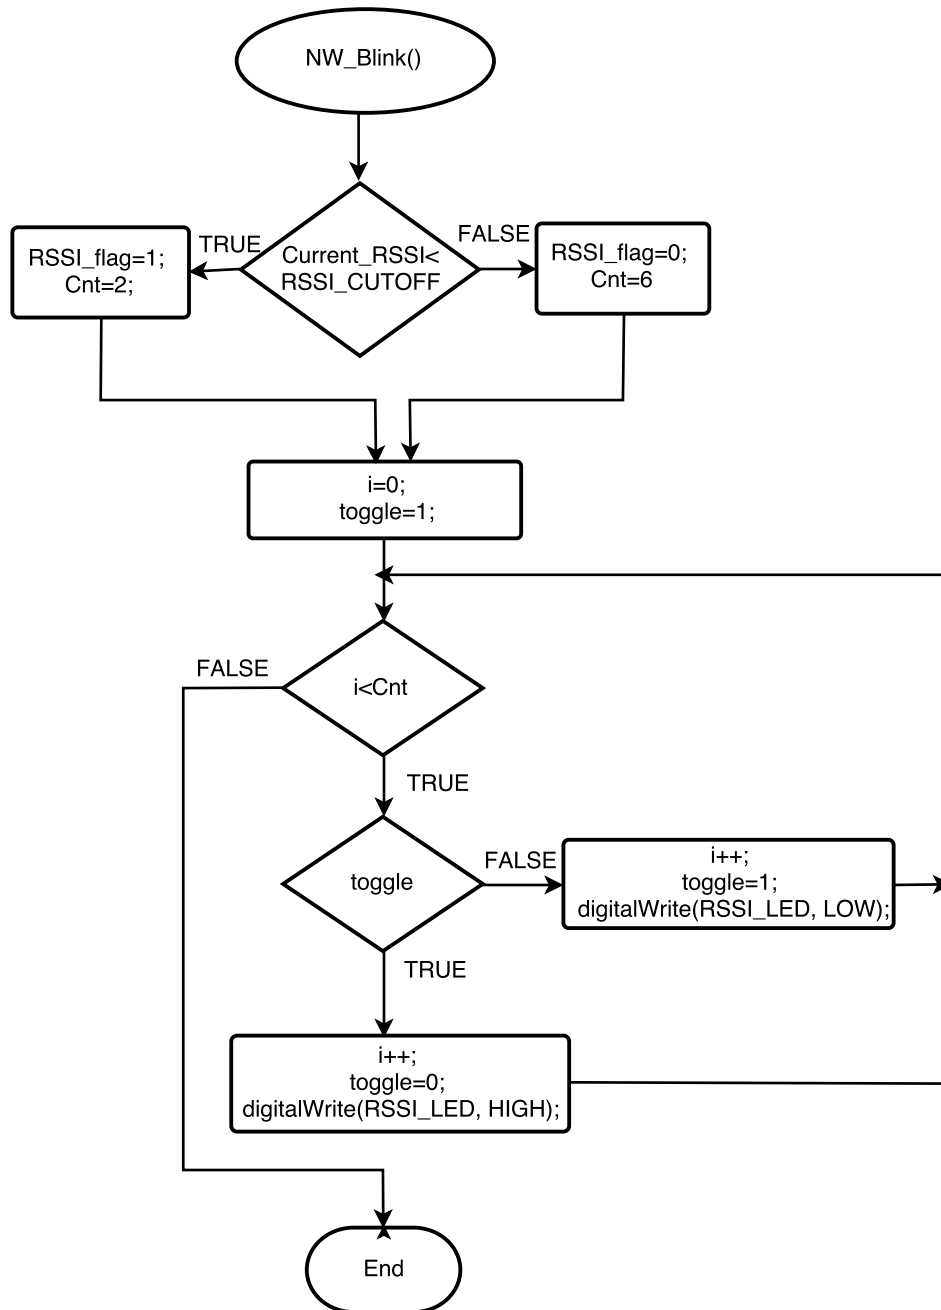 NW_Blink()
TRUE
Current_RSSI<
RSSI_CUTOFF
FALSE
RSSI_flag=1;
Cnt=2;
RSSI_flag=0;
Cnt=6
i=0;
toggle=1;
FALSE
i<Cnt
TRUE
toggle
FALSE
i++;
toggle=1;
digitalWrite(RSSI_LED, LOW);
TRUE
i++;
toggle=0;
digitalWrite(RSSI_LED, HIGH);
End